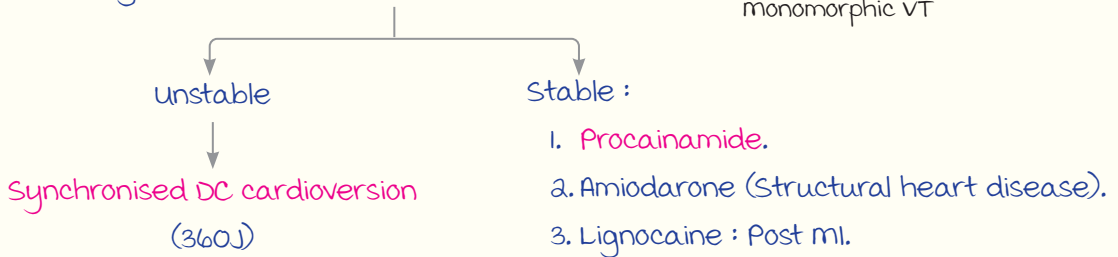 monomorphic VT
Unstable
Stable :
1. Procainamide.
Synchronised DC cardioversion
2. Amiodarone (Structural heart disease).
(360J)
3. Lignocaine : Post MI.